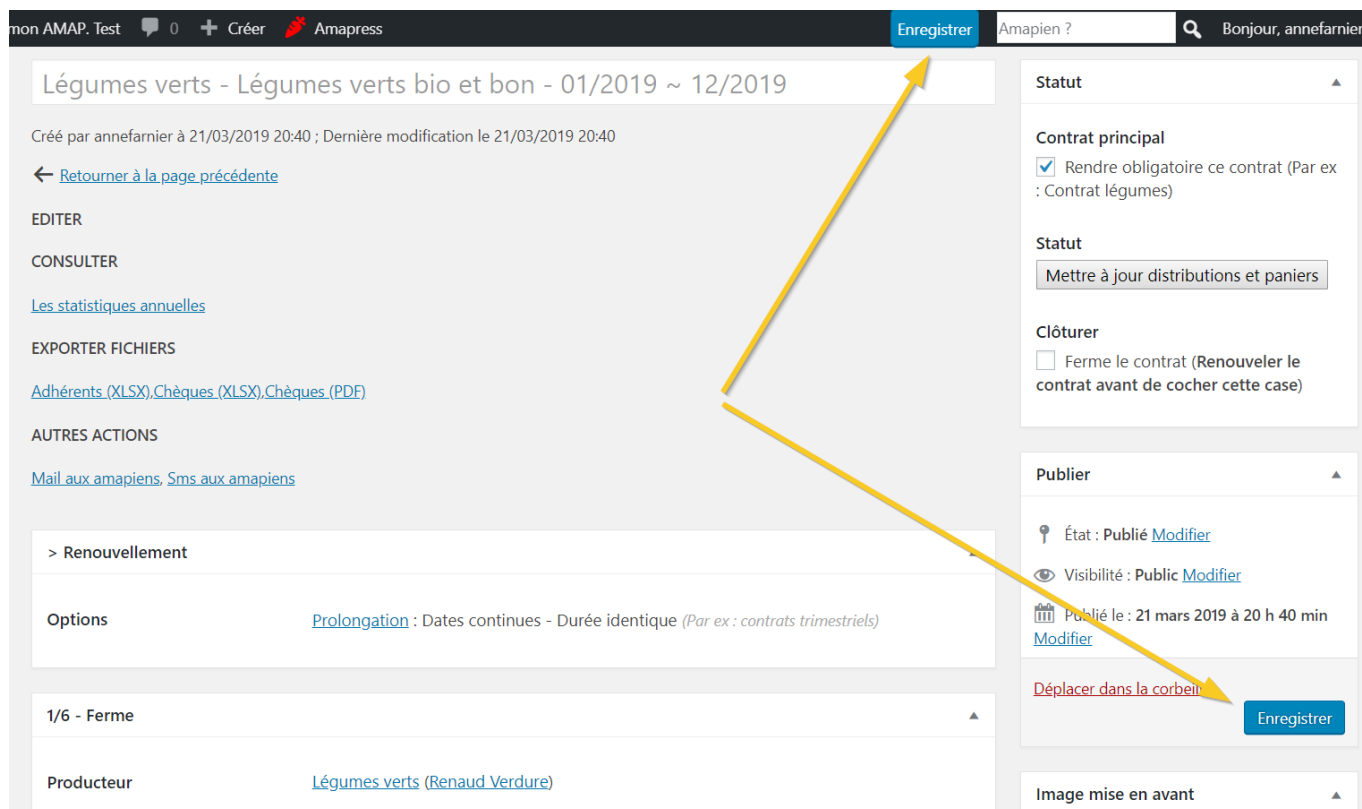 mon AMAP. Test 0 Créer Amapress Enregistrer Amapien ? Bonjour, annefarnier
Légumes verts - Légumes verts bio et bon - 01/2019 ~ 12/2019
Créé par annefarnier à 21/03/2019 20:40 ; Dernière modification le 21/03/2019 20:40
Retourner à la page précédente
EDITER
CONSULTER
Les statistiques annuelles
EXPORTER FICHIERS
Adhérents (XLSX),Chèques (XLSX),Chèques (PDF)
AUTRES ACTIONS
Mail aux amapiens, Sms aux amapiens
> Renouvellement
Options
Prolongation : Dates continues - Durée identique (Par ex : contrats trimestriels)
1/6 - Ferme
Producteur
Légumes verts (Renaud Verdure)
Statut
Contrat principal
Rendre obligatoire ce contrat (Par ex
: Contrat légumes)
Statut
Mettre à jour distributions et paniers
Clôturer
Ferme le contrat (Renouveler le
contrat avant de cocher cette case)
Publier
État : Publié Modifier
Visibilité : Public Modifier
Publié le : 21 mars 2019 à 20 h 40 min
Modifier
Déplacer dans la corbeille
Enregistrer
Image mise en avant